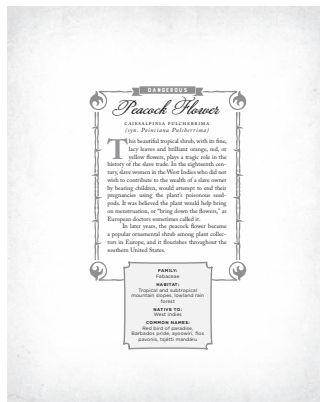 DANGEROUS
Peacock Flower
CAESALPINIA PULCHERRIMA
(syn. Poinciana Pulcherrima)
This beautiful tropical shrub, with its fine,
lacy leaves and brilliant orange, red, or
yellow flowers, plays a tragic role in the
history of the slave trade. In the eighteenth cen-
tury, slave women in the West Indies who did not
wish to contribute to the wealth of a slave owner
by bearing children, would attempt to end their
pregnancies using the plant's poisonous seed-
pods. It was believed the plant would help bring
on menstruation, or "bring down the flowers," as
European doctors sometimes called it.
In later years, the peacock flower became
a popular ornamental shrub among plant collec-
tors in Europe, and it flourishes throughout the
southern United States.
FAMILY:
Fabaceae
HABITAT:
Tropical and subtropical
mountain slopes, lowland rain
forest
NATIVE TO:
West Indies
COMMON NAMES:
Red bird of paradise,
Barbados pride, ayoowiri, flos
pavonis, tsjétti mandáru